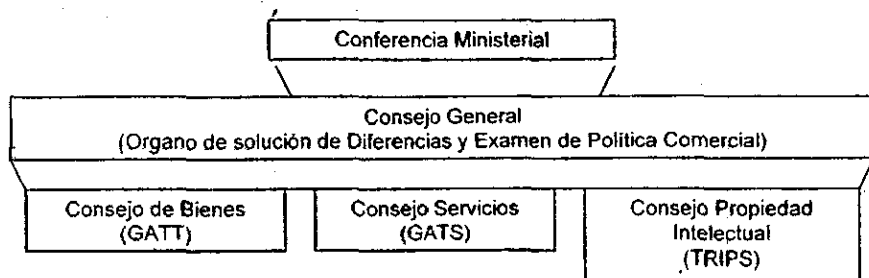 Conferencia Ministerial
Consejo General
(Organo de solución de Diferencias y Examen de Política Comercial)
Consejo de Bienes
(GATT)
Consejo Servicios
(GATS)
Consejo Propiedad
Intelectual
(TRIPS)